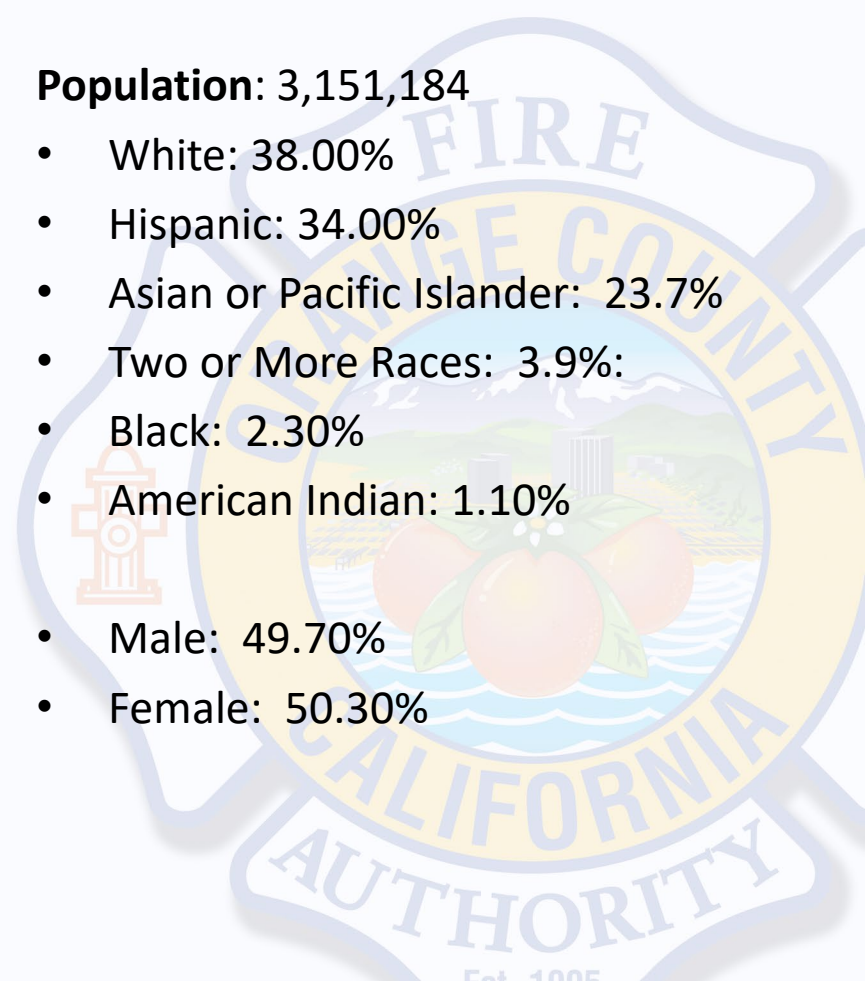 Population: 3,151,184
• White: 38.00%
• Hispanic: 34.00%
• Asian or Pacific Islander: 23.7%
• Two or More Races: 3.9%:
• Black: 2.30%
• American Indian: 1.10%
• Male: 49.70%
• Female: 50.30%
FIRE
ORANGE COUNTY
CALIFORNIA
AUTHORITY
Est. 1995